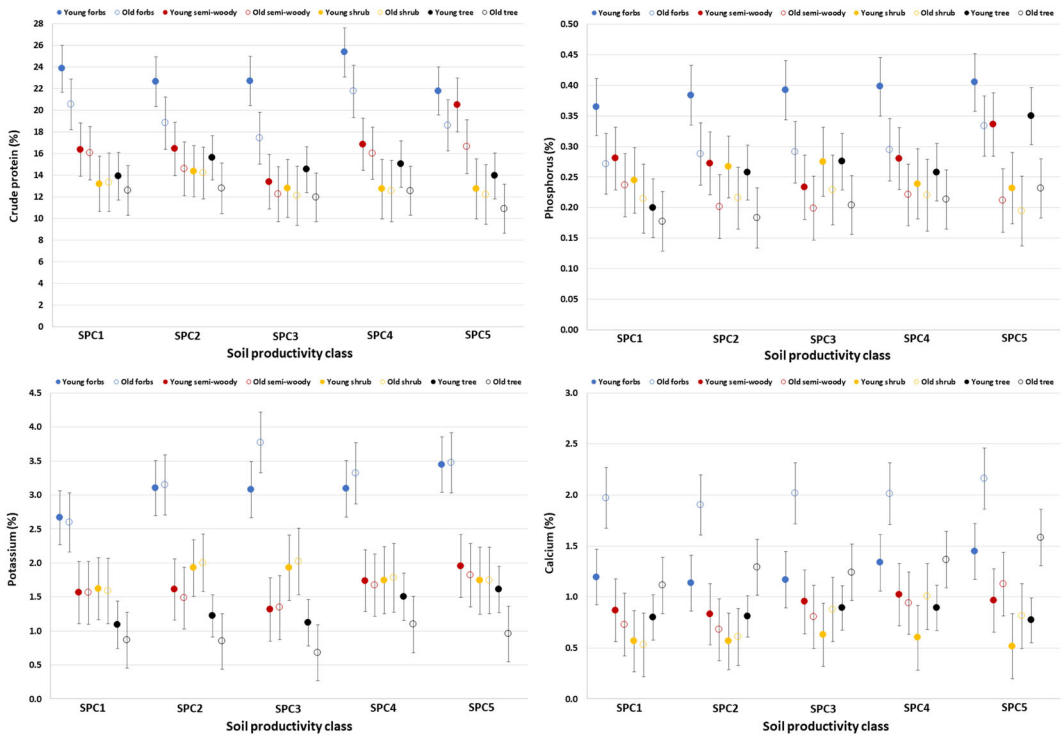 Young forbs Old forbs Young semi-woody Old semi-woody Young shrub Old shrub Young tree Old tree
28
26
24
22
20
18
16
14
12
10
8
6
4
2
0
Crude protein (%)
SPC1 SPC2 SPC3 SPC4 SPC5
Soil productivity class
Young forbs Old forbs Young semi-woody Old semi-woody Young shrub Old shrub Young tree Old tree
0.50
0.45
0.40
0.35
0.30
0.25
0.20
0.15
0.10
0.05
0.00
Phosphorus (%)
SPC1 SPC2 SPC3 SPC4 SPC5
Soil productivity class
Young forbs Old forbs Young semi-woody Old semi-woody Young shrub Old shrub Young tree Old tree
4.5
4.0
3.5
3.0
2.5
2.0
1.5
1.0
0.5
0.0
Potassium (%)
SPC1 SPC2 SPC3 SPC4 SPC5
Soil productivity class
Young forbs Old forbs Young semi-woody Old semi-woody Young shrub Old shrub Young tree Old tree
3.0
2.5
2.0
1.5
1.0
0.5
0.0
Calcium (%)
SPC1 SPC2 SPC3 SPC4 SPC5
Soil productivity class